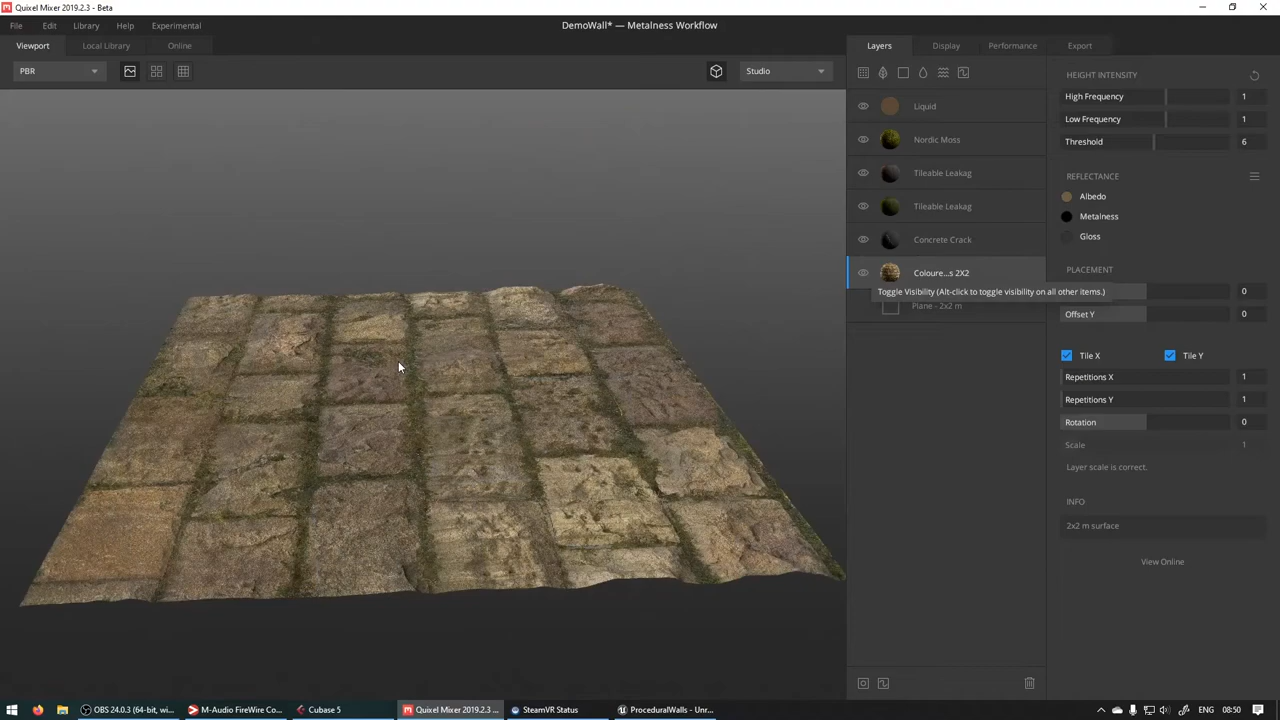 Quixel Mixer 2019.2.3 - Beta
File Edit Library Help Experimental
DemoWall* — Metalness Workflow
Viewport Local Library Online
Layers Display Performance Export
PBR
Studio
HEIGHT INTENSITY
High Frequency 1
Low Frequency 1
Threshold 6
REFLECTANCE
Albedo
Metalness
Gloss
PLACEMENT
0
Offset Y 0
Tile X Tile Y
Repetitions X 1
Repetitions Y 1
Rotation 0
Scale 1
Layer scale is correct.
INFO
2x2 m surface
View Online
Liquid
Nordic Moss
Tileable Leakag
Tileable Leakag
Concrete Crack
Coloure...s 2X2
Toggle Visibility (Alt-click to toggle visibility on all other items.)
Plane - 2x2 m
OBS 24.0.3 (64-bit, wi... M-Audio FireWire Co... Cubase 5 Quixel Mixer 2019.2.3 ... SteamVR Status ProceduralWalls - Unr... ENG 08:50